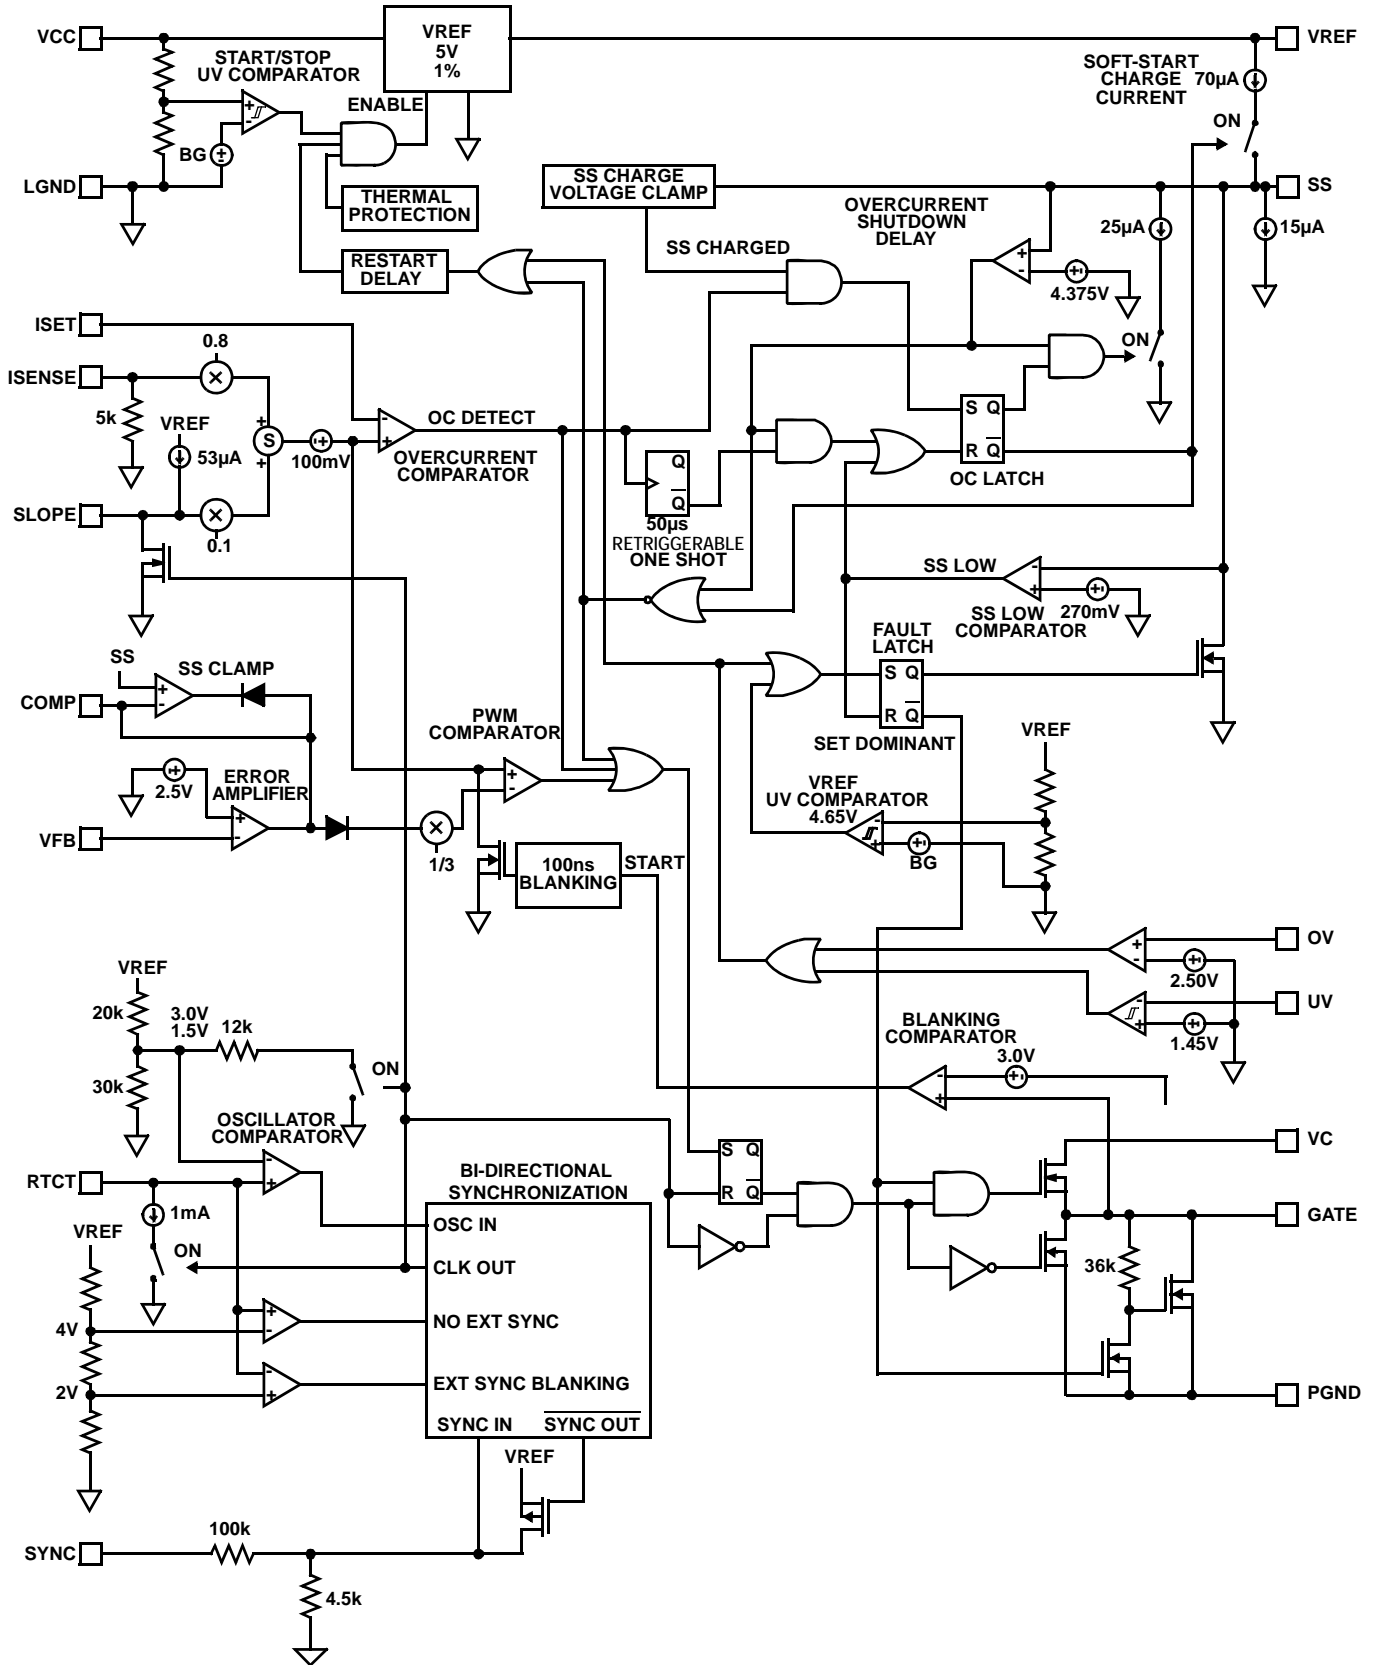 VCC
VREF
5V
1%
VREF
START/STOP
UV COMPARATOR
ENABLE
SOFT-START
CHARGE
CURRENT
70µA
ON
BG
LGND
THERMAL
PROTECTION
SS CHARGE
VOLTAGE CLAMP
SS
OVERCURRENT
SHUTDOWN
DELAY
25µA
15µA
SS CHARGED
RESTART
DELAY
4.375V
ISET
0.8
ON
ISENSE
5k
VREF
53µA
S
100mV
OC DETECT
OVERCURRENT
COMPARATOR
S Q
R Q
OC LATCH
Q
Q
50µs
RETRIGGERABLE
ONE SHOT
SLOPE
0.1
SS LOW
SS LOW
COMPARATOR
270mV
FAULT
LATCH
S Q
R Q
SET DOMINANT
SS
SS CLAMP
COMP
PWM
COMPARATOR
VREF
2.5V
ERROR
AMPLIFIER
VFB
1/3
VREF
UV COMPARATOR
4.65V
BG
100ns
BLANKING
START
OV
2.50V
UV
1.45V
VREF
20k
3.0V
1.5V
12k
30k
ON
BLANKING
COMPARATOR
3.0V
OSCILLATOR
COMPARATOR
VC
RTCT
1mA
VREF
ON
BI-DIRECTIONAL
SYNCHRONIZATION
S Q
R Q
GATE
OSC IN
CLK OUT
36k
4V
NO EXT SYNC
2V
EXT SYNC BLANKING
PGND
SYNC IN
SYNC OUT
VREF
SYNC
100k
4.5k